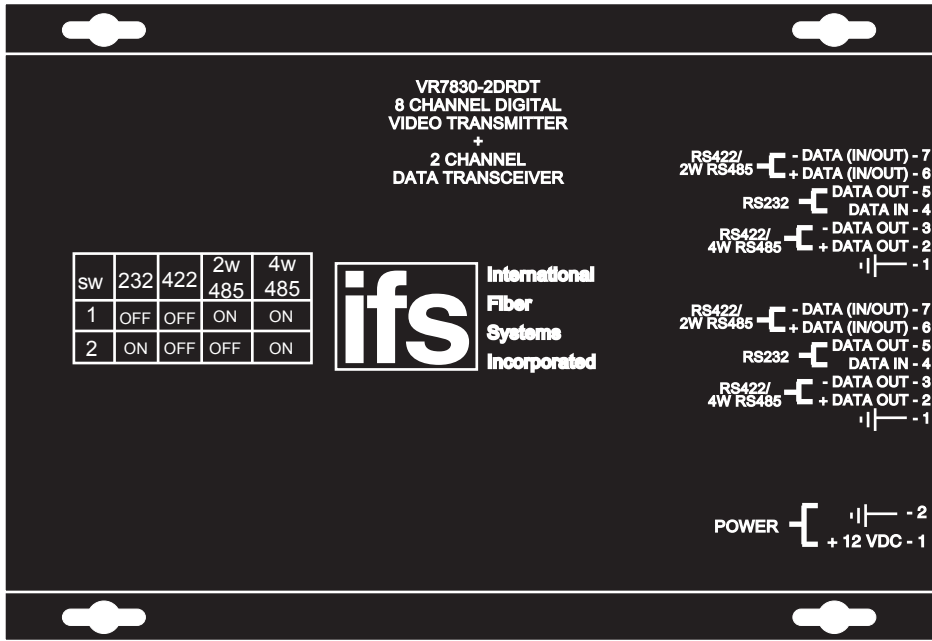 VR7830-2DRDT
8 CHANNEL DIGITAL
VIDEO TRANSMITTER
+
2 CHANNEL
DATA TRANSCEIVER
RS422/
2W RS485
- DATA (IN/OUT) - 7
+ DATA (IN/OUT) - 6
RS232
DATA OUT - 5
DATA IN - 4
RS422/
4W RS485
- DATA OUT - 3
+ DATA OUT - 2
- 1
sw 232 422 2w 485 4w 485
1 OFF OFF ON ON
2 ON OFF OFF ON
ifs
International
Fiber
Systems
Incorporated
RS422/
2W RS485
- DATA (IN/OUT) - 7
+ DATA (IN/OUT) - 6
RS232
DATA OUT - 5
DATA IN - 4
RS422/
4W RS485
- DATA OUT - 3
+ DATA OUT - 2
- 1
POWER
- 2
+ 12 VDC - 1